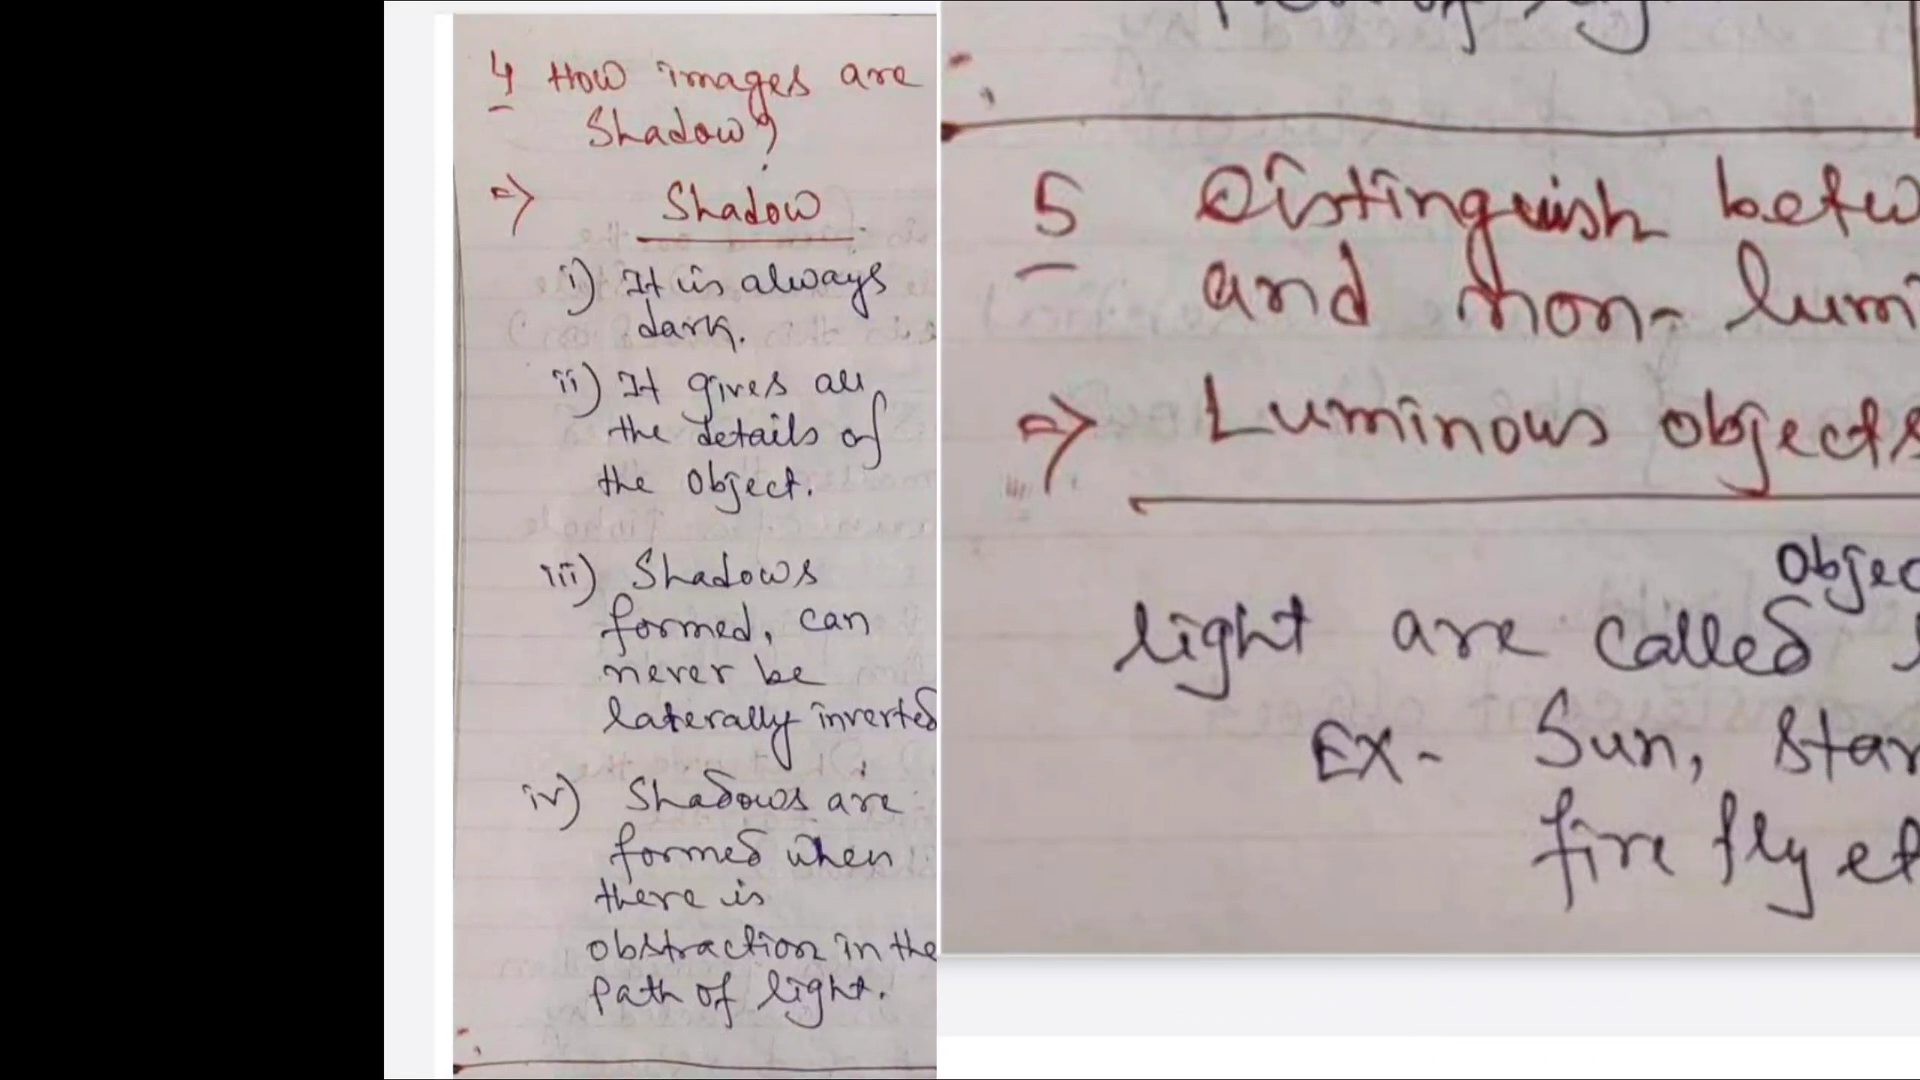 4 How images are
Shadow?
⇒ Shadow
i) It is always
dark.
ii) It gives all
the details of
the object.
iii) Shadows
formed, can
never be
laterally inverted
iv) Shadows are
formed when
there is
obstraction in the
path of light.
5 Distinguish betw
and non- lumi
⇒ Luminous objects
Objec
light are called
Ex- Sun, Star
fire fly et